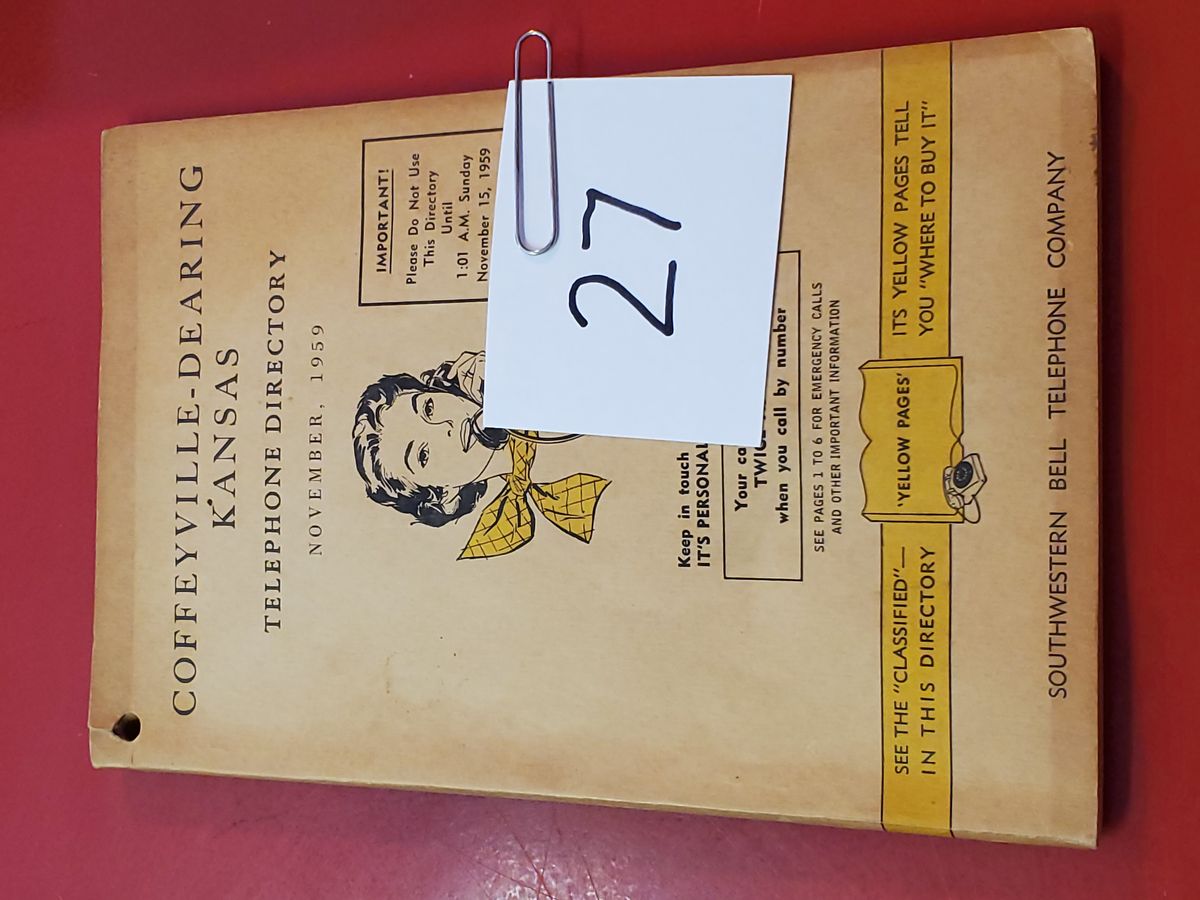 COFFEYVILLE-DEARING
KANSAS
TELEPHONE DIRECTORY
NOVEMBER, 1959
IMPORTANT!
Please Do Not Use
This Directory
Until
1:01 A.M. Sunday
November 15, 1959
27
Keep in touch
IT'S PERSONAL
Your
when you call by number
SEE PAGES 1 TO 6 FOR EMERGENCY CALLS
AND OTHER IMPORTANT INFORMATION
SEE THE "CLASSIFIED"—
IN THIS DIRECTORY
'YELLOW PAGES'
ITS YELLOW PAGES TELL
YOU "WHERE TO BUY IT"
SOUTHWESTERN BELL TELEPHONE COMPANY